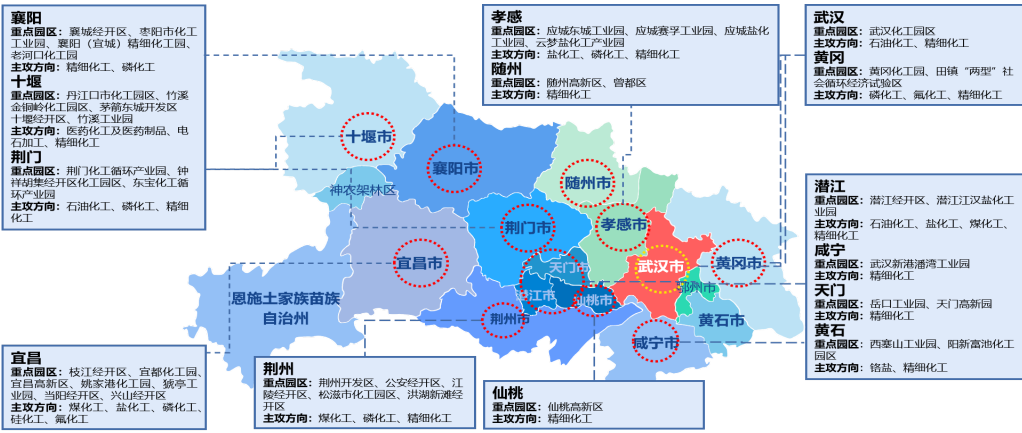 襄阳
重点园区：襄城经开区、枣阳市化工
工业园、襄阳（宜城）精细化工园、
老河口化工园
主攻方向：精细化工、磷化工
十堰
重点园区：丹江口市化工园区、竹溪
金铜岭化工园区、茅箭东城开发区
十堰经开区、竹溪工业园
主攻方向：医药化工及医药制品、电
石加工、精细化工
荆门
重点园区：荆门化工循环产业园、钟
祥胡集经开区化工园区、东宝化工循
环产业园
主攻方向：石油化工、磷化工、精细
化工
孝感
重点园区：应城东城工业园、应城赛孚工业园、应城盐化
工业园、云梦盐化工产业园
主攻方向：盐化工、磷化工、精细化工
随州
重点园区：随州高新区、曾都区
主攻方向：精细化工
武汉
重点园区：武汉化工园区
主攻方向：石油化工、精细化工
黄冈
重点园区：黄冈化工园、田镇“两型”社
会循环经济试验区
主攻方向：磷化工、氟化工、精细化工
十堰市
襄阳市
神农架林区
随州市
荆门市
孝感市
宜昌市
天门市
武汉市
黄冈市
恩施土家族苗族
自治州
江市
仙桃市
鄂州市
荆州市
黄石市
咸宁市
潜江
重点园区：潜江经开区、潜江江汉盐化工
业园
主攻方向：石油化工、盐化工、煤化工、
精细化工
咸宁
重点园区：武汉新港潘湾工业园
主攻方向：精细化工
天门
重点园区：岳口工业园、天门高新园
主攻方向：精细化工
黄石
重点园区：西塞山工业园、阳新富池化工
园区
主攻方向：铬盐、精细化工
宜昌
重点园区：枝江经开区、宜都化工园、
宜昌高新区、姚家港化工园、猇亭工
业园、当阳经开区、兴山经开区
主攻方向：煤化工、盐化工、磷化工、
硅化工、氟化工
荆州
重点园区：荆州开发区、公安经开区、江
陵经开区、松滋市化工园区、洪湖新滩经
开区
主攻方向：煤化工、磷化工、精细化工
仙桃
重点园区：仙桃高新区
主攻方向：精细化工